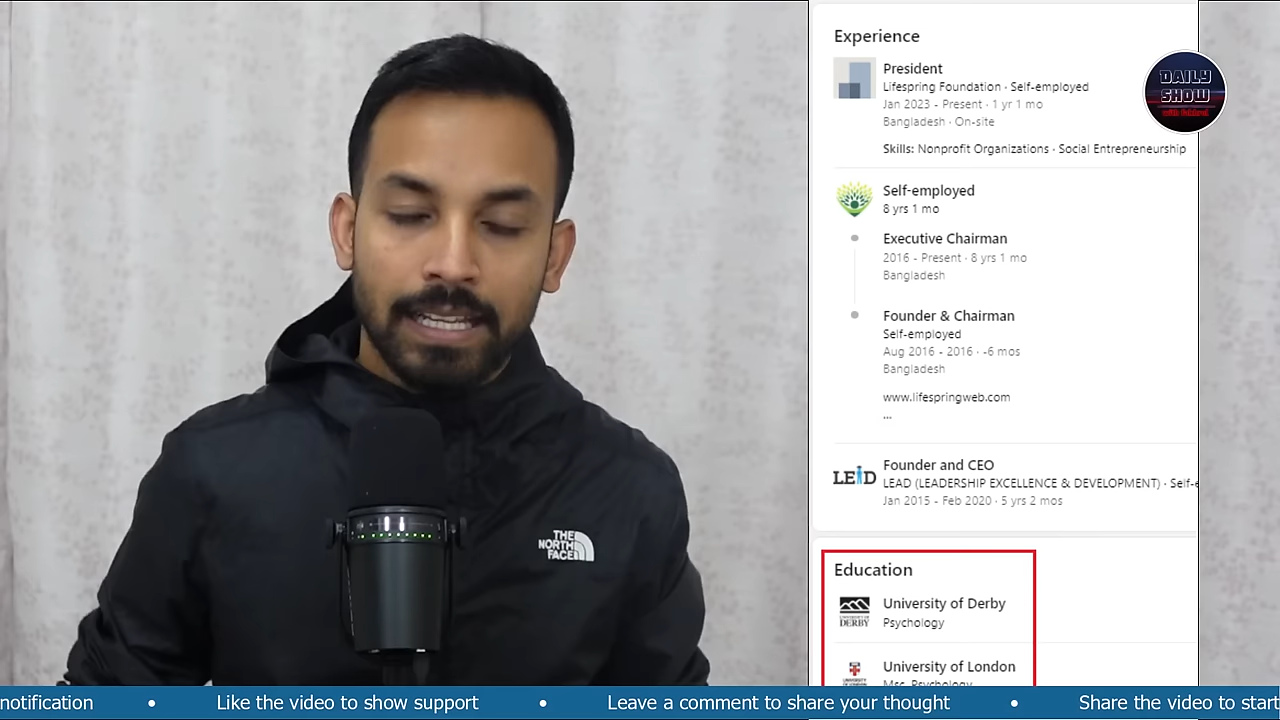 Experience
President
Lifespring Foundation · Self-employed
Jan 2023 - Present · 1 yr 1 mo
Bangladesh · On-site
Skills: Nonprofit Organizations · Social Entrepreneurship
DAILY
SHOW
Self-employed
8 yrs 1 mo
Executive Chairman
2016 - Present · 8 yrs 1 mo
Bangladesh
Founder & Chairman
Self-employed
Aug 2016 - 2016 · -6 mos
Bangladesh
www.lifespringweb.com
...
LEAD
Founder and CEO
LEAD (LEADERSHIP EXCELLENCE & DEVELOPMENT) · Self-e
Jan 2015 - Feb 2020 · 5 yrs 2 mos
THE
NORTH
FACE
Education
UNIVERSITY OF
DERBY
University of Derby
Psychology
University of London
Msc, Psychology
notification • Like the video to show support • Leave a comment to share your thought • Share the video to start